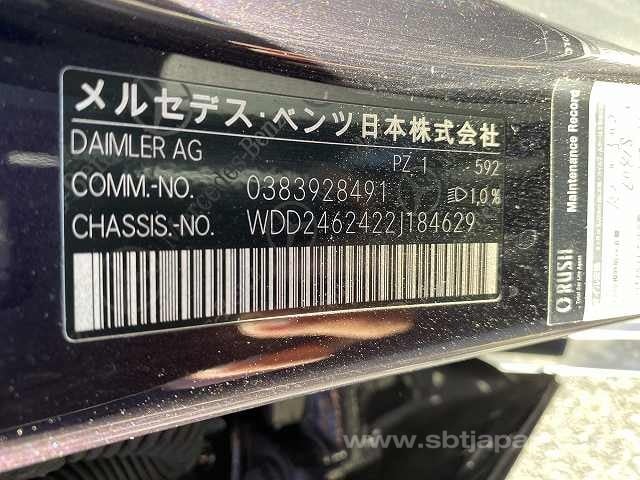 メルセデス・ベンツ日本株式会社
DAIMLER AG
PZ 1 592
COMM.-NO. 0383928491 1,0%
CHASSIS.-NO. WDD2462422J184629
Maintenance Record
RUSH
www.sbtjapan